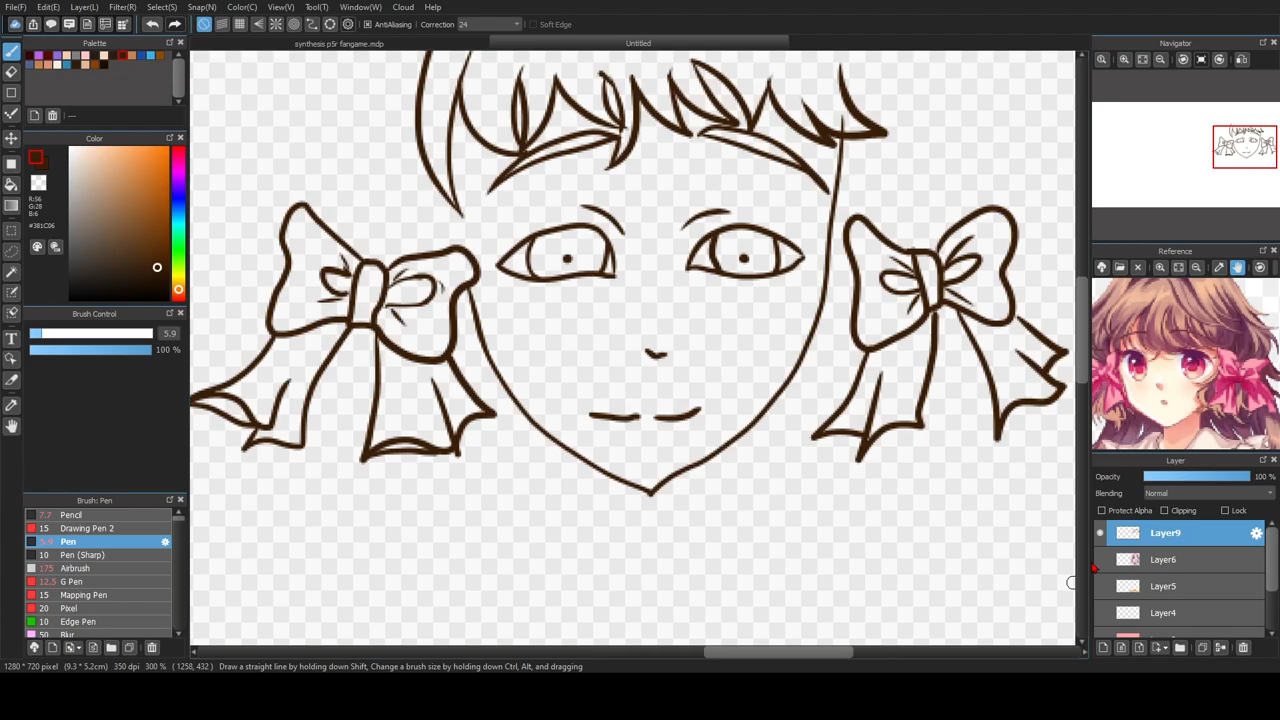 File(F) Edit(E) Layer(L) Filter(R) Select(S) Snap(N) Color(C) View(V) Tool(T) Window(W) Cloud Help
AntiAliasing Correction 24 Soft Edge
Palette
synthesis p5r fangame.mdp Untitled
Navigator
---
Color
R:56
G:28
B:6
#381C06
Brush Control
5.9
100 %
Reference
Brush: Pen
7.7 Pencil
15 Drawing Pen 2
5.9 Pen
10 Pen (Sharp)
175 Airbrush
12.5 G Pen
15 Mapping Pen
20 Pixel
10 Edge Pen
50 Blur
Layer
Opacity 100 %
Blending Normal
Protect Alpha Clipping Lock
Layer9
Layer6
Layer5
Layer4
1280 * 720 pixel (9.3 * 5.2cm) 350 dpi 300 % ( 1258, 432 ) Draw a straight line by holding down Shift, Change a brush size by holding down Ctrl, Alt, and dragging